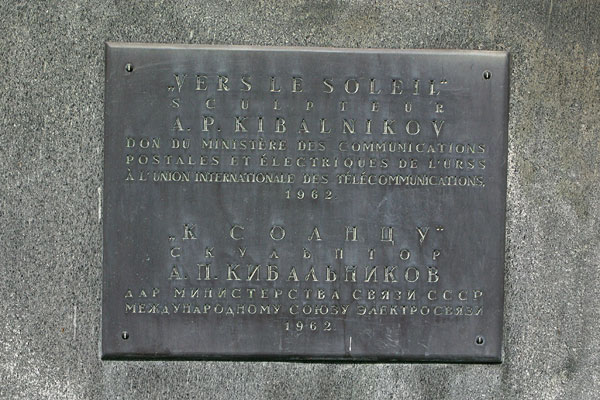 „VERS LE SOLEIL“
SCULPTEUR
A. P. KIBALNIKOV
DON DU MINISTÈRE DES COMMUNICATIONS
POSTALES ET ÉLECTRIQUES DE L'URSS
À L'UNION INTERNATIONALE DES TÉLÉCOMMUNICATIONS,
1962
„К СОЛНЦУ“
СКУЛЬПТОР
А. П. КИБАЛЬНИКОВ
ДАР МИНИСТЕРСТВА СВЯЗИ СССР
МЕЖДУНАРОДНОМУ СОЮЗУ ЭЛЕКТРОСВЯЗИ
1962